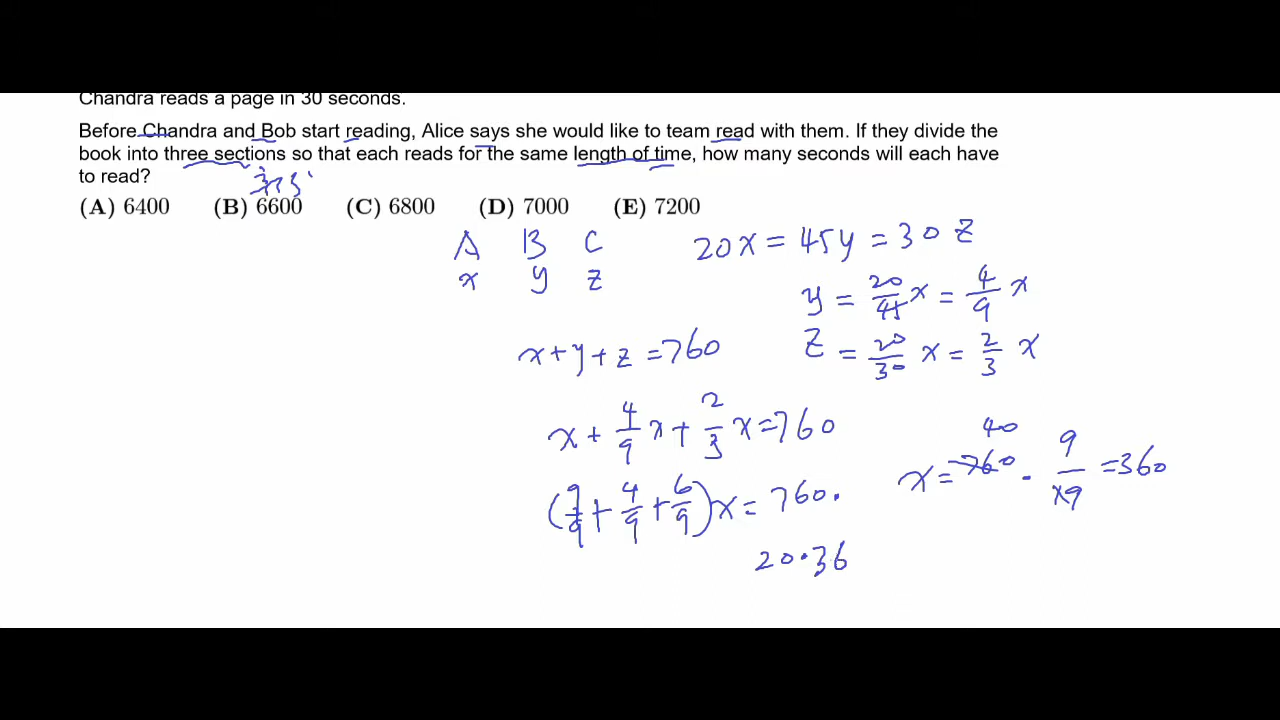 Chandra reads a page in 30 seconds.
Before Chandra and Bob start reading, Alice says she would like to team read with them. If they divide the
book into three sections so that each reads for the same length of time, how many seconds will each have
to read?
(A) 6400 (B) 6600 (C) 6800 (D) 7000 (E) 7200
A B C
x y z
20x = 45y = 30 z
y = 20/45 x = 4/9 x
x + y + z = 760
z = 20/30 x = 2/3 x
x + 4/9 x + 2/3 x = 760
40
x = 760 · 9/19 = 360
(9/9 + 4/9 + 6/9) x = 760.
20·36